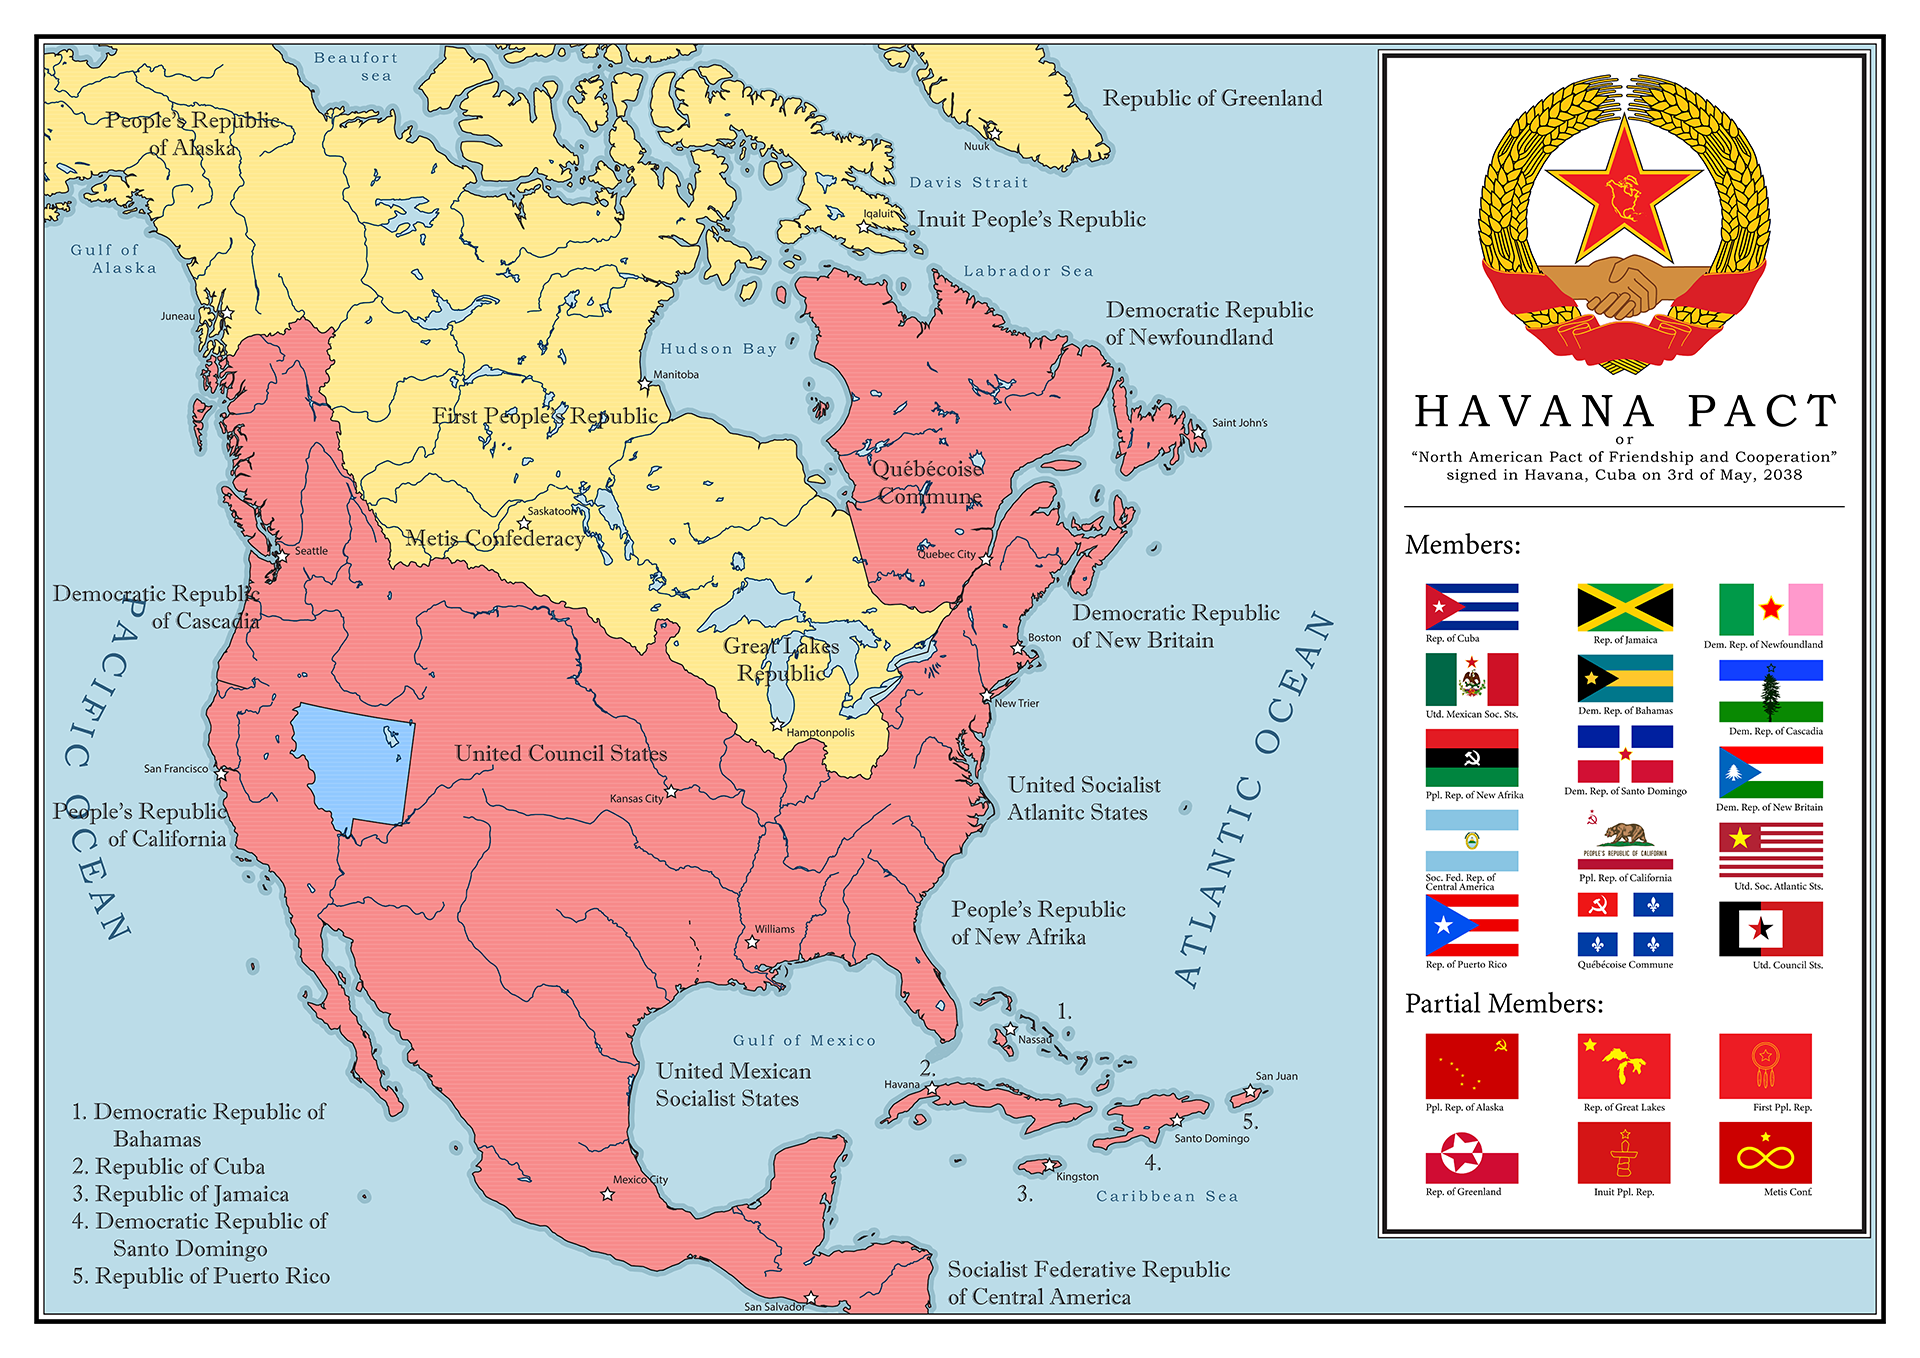 Beaufort
sea
People's Republic
of Alaska
Republic of Greenland
Nuuk
Davis Strait
Iqaluit
Inuit People's Republic
Gulf of
Alaska
Labrador Sea
Juneau
Democratic Republic
of Newfoundland
Hudson Bay
Manitoba
First People's Republic
Saint John's
Québécoise
Commune
Saskatoon
Metis Confederacy
Seattle
Quebec City
Democratic Republic
of Cascadia
Democratic Republic
of New Britain
Boston
Great Lakes
Republic
New Trier
Hamptonpolis
PACIFIC OCEAN
ATLANTIC OCEAN
United Council States
San Francisco
Kansas City
United Socialist
Atlanitc States
People's Republic
of California
People's Republic
of New Afrika
Williams
1.
Nassau
Gulf of Mexico
2.
Havana
San Juan
United Mexican
Socialist States
5.
Santo Domingo
4.
Kingston
3.
Caribbean Sea
Mexico City
San Salvador
Socialist Federative Republic
of Central America
1. Democratic Republic of
Bahamas
2. Republic of Cuba
3. Republic of Jamaica
4. Democratic Republic of
Santo Domingo
5. Republic of Puerto Rico
HAVANA PACT
or
“North American Pact of Friendship and Cooperation”
signed in Havana, Cuba on 3rd of May, 2038
Members:
Rep. of Cuba
Rep. of Jamaica
Dem. Rep. of Newfoundland
Utd. Mexican Soc. Sts.
Dem. Rep. of Bahamas
Dem. Rep. of Cascadia
Ppl. Rep. of New Afrika
Dem. Rep. of Santo Domingo
Dem. Rep. of New Britain
Soc. Fed. Rep. of
Central America
PEOPLE'S REPUBLIC OF CALIFORNIA
Ppl. Rep. of California
Utd. Soc. Atlantic Sts.
Rep. of Puerto Rico
Québécoise Commune
Utd. Council Sts.
Partial Members:
Ppl. Rep. of Alaska
Rep. of Great Lakes
First Ppl. Rep.
Rep. of Greenland
Inuit Ppl. Rep.
Metis Conf.